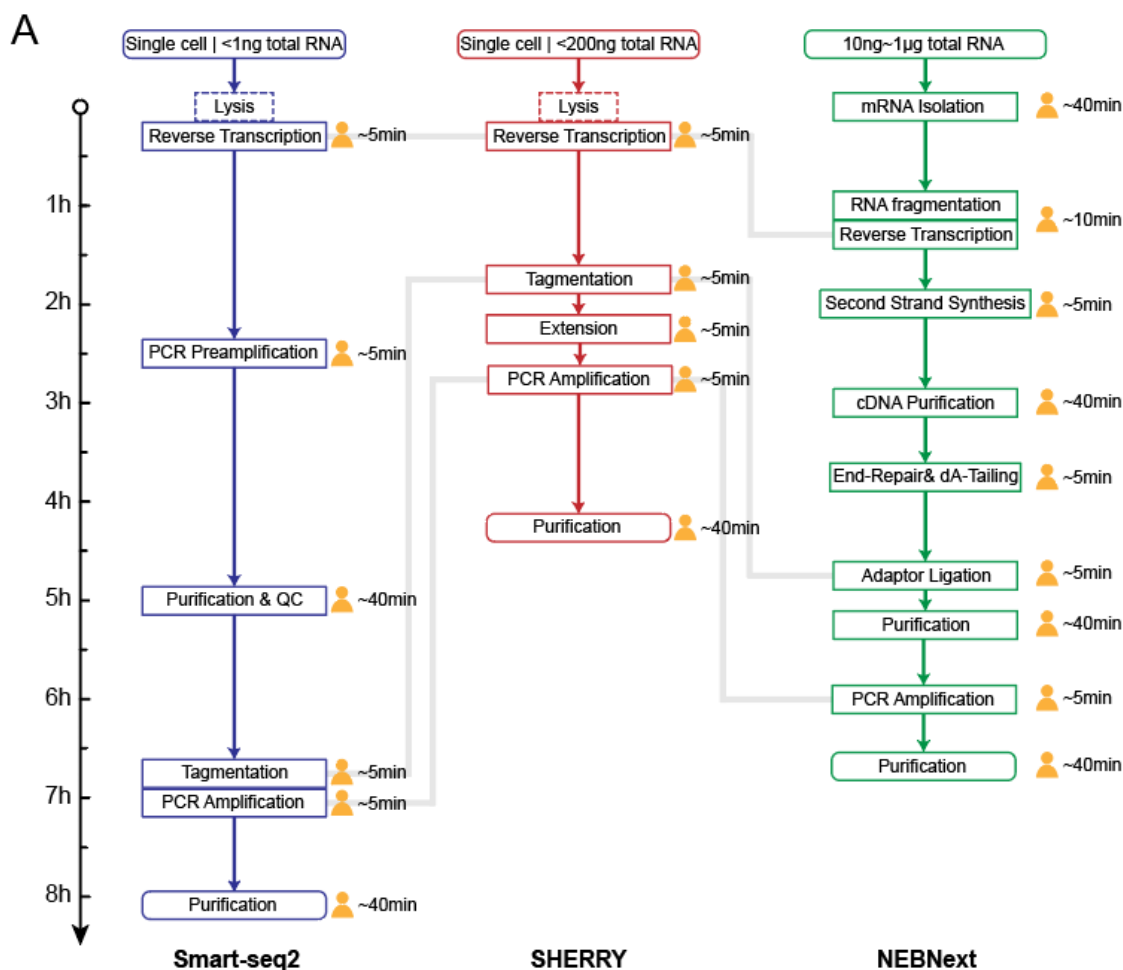 A
Single cell | <1ng total RNA
Lysis
Reverse Transcription
~5min
PCR Preamplification
~5min
Purification & QC
~40min
Tagmentation
~5min
PCR Amplification
~5min
Purification
~40min
Smart-seq2
Single cell | <200ng total RNA
Lysis
Reverse Transcription
~5min
Tagmentation
~5min
Extension
~5min
PCR Amplification
~5min
Purification
~40min
SHERRY
10ng~1µg total RNA
mRNA Isolation
~40min
RNA fragmentation
Reverse Transcription
~10min
Second Strand Synthesis
~5min
cDNA Purification
~40min
End-Repair& dA-Tailing
~5min
Adaptor Ligation
~5min
Purification
~40min
PCR Amplification
~5min
Purification
~40min
NEBNext
1h
2h
3h
4h
5h
6h
7h
8h